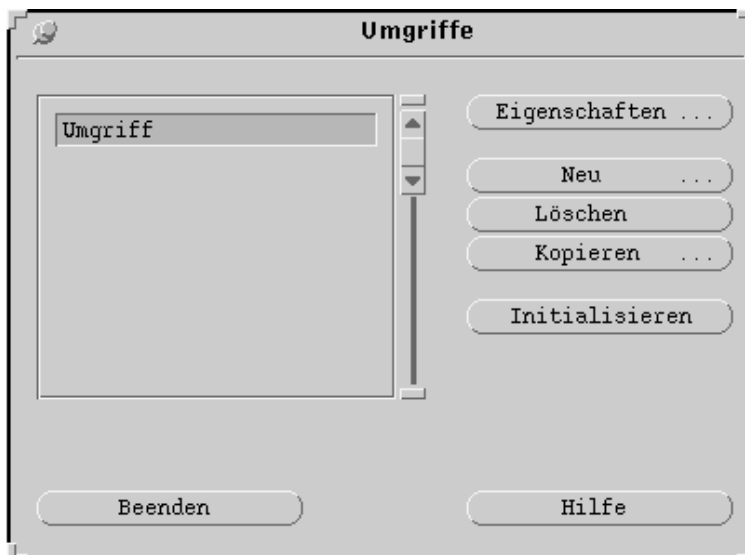 Umgriffe
Umgriff
Eigenschaften ...
Neu ...
Löschen
Kopieren ...
Initialisieren
Beenden
Hilfe